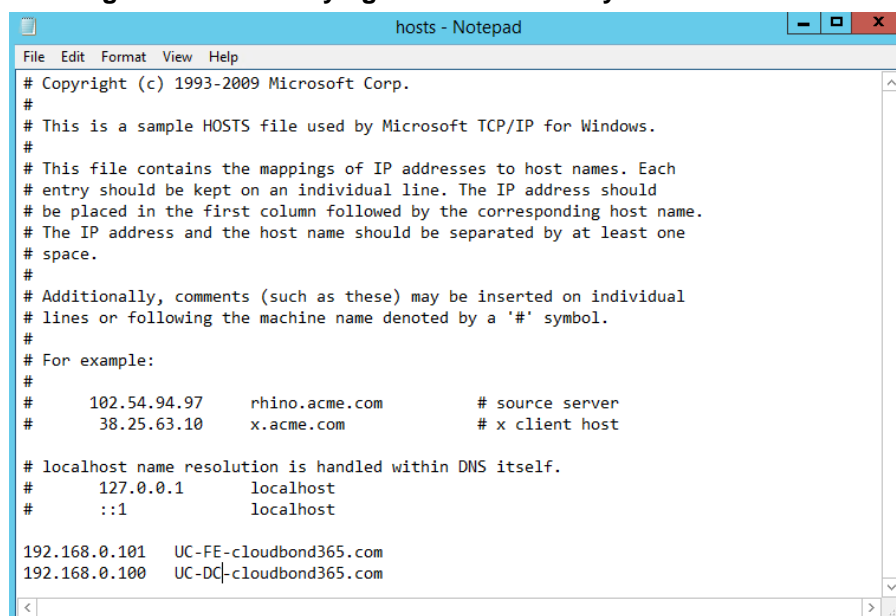 hosts - Notepad
File Edit Format View Help
# Copyright (c) 1993-2009 Microsoft Corp.
#
# This is a sample HOSTS file used by Microsoft TCP/IP for Windows.
#
# This file contains the mappings of IP addresses to host names. Each
# entry should be kept on an individual line. The IP address should
# be placed in the first column followed by the corresponding host name.
# The IP address and the host name should be separated by at least one
# space.
#
# Additionally, comments (such as these) may be inserted on individual
# lines or following the machine name denoted by a '#' symbol.
#
# For example:
#
#      102.54.94.97     rhino.acme.com          # source server
#       38.25.63.10     x.acme.com              # x client host

# localhost name resolution is handled within DNS itself.
#       127.0.0.1       localhost
#       ::1             localhost

192.168.0.101   UC-FE-cloudbond365.com
192.168.0.100   UC-DC-cloudbond365.com